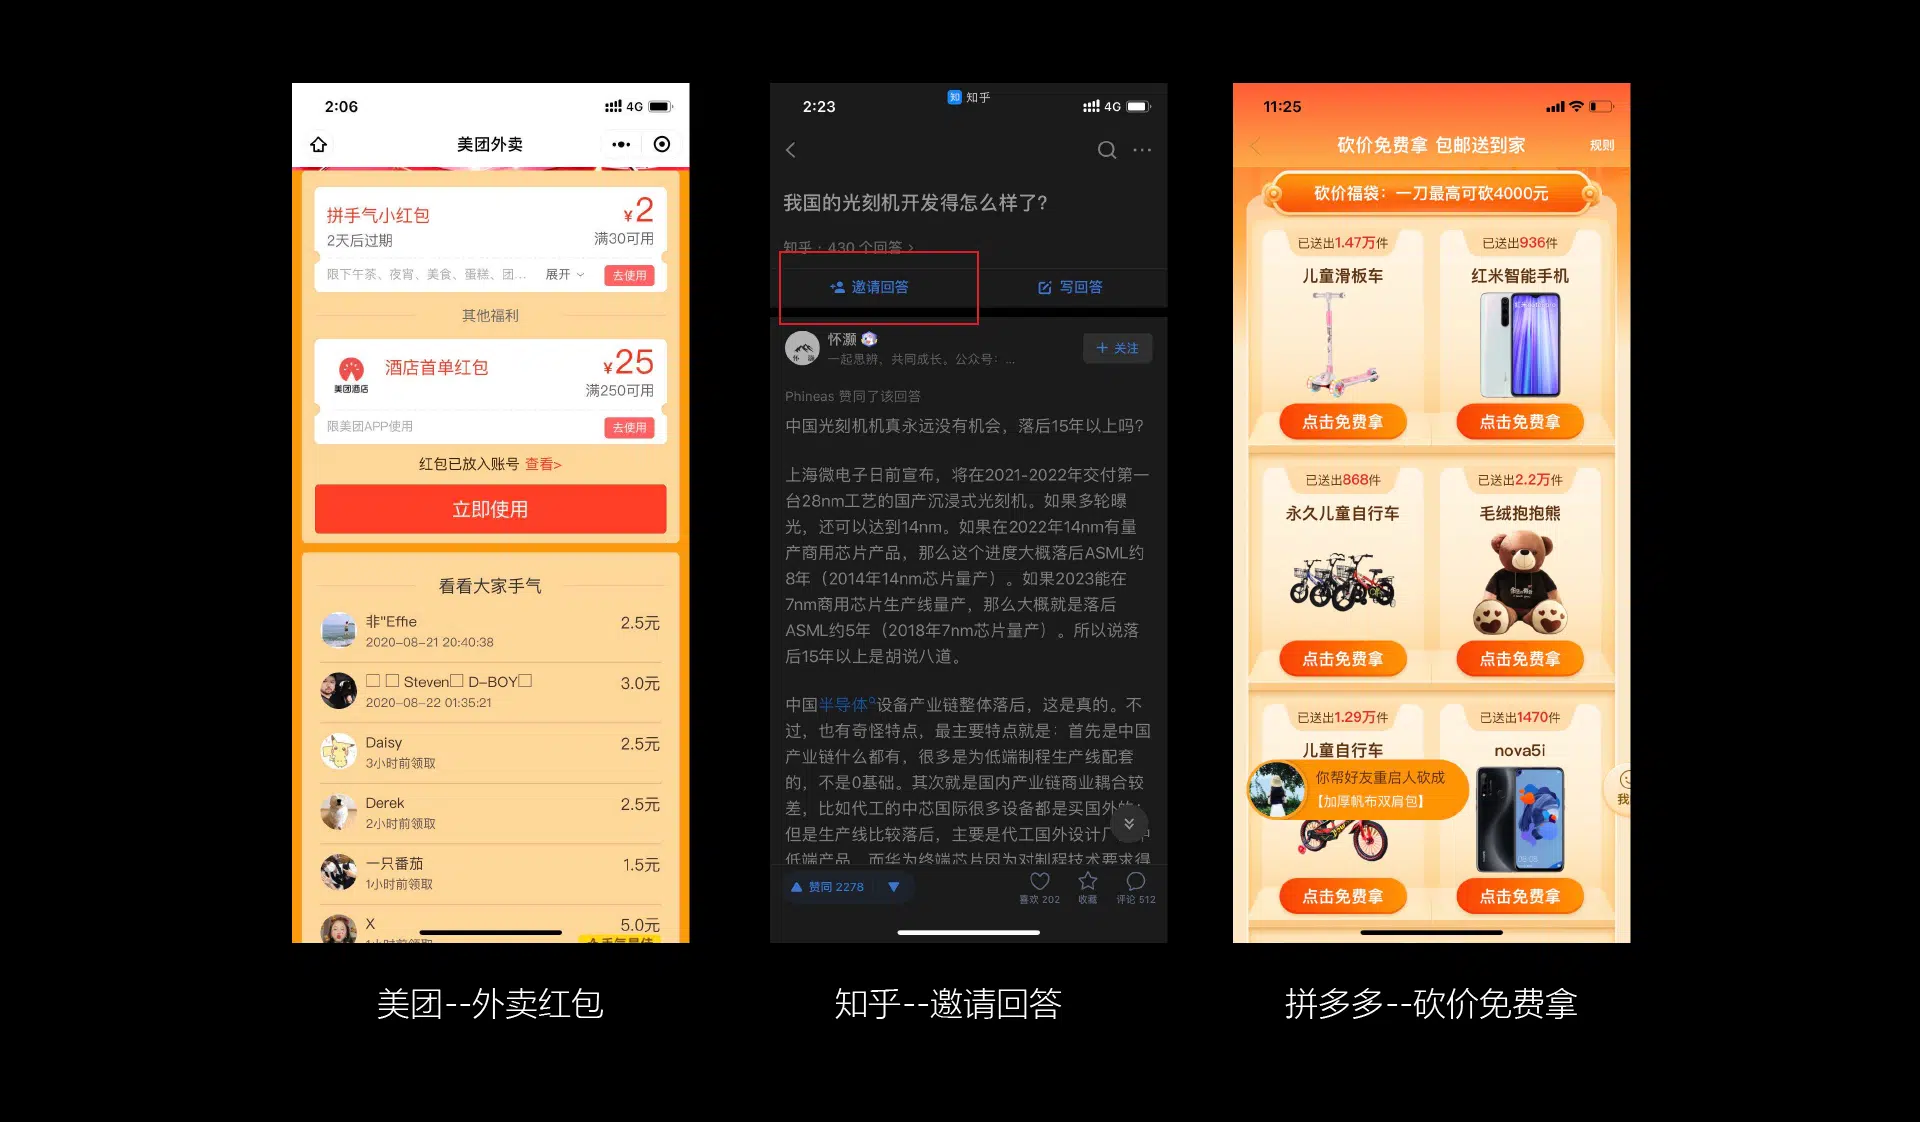 2:06
4G
美团外卖
拼手气小红包
¥2
2天后过期
满30可用
限下午茶、夜宵、美食、蛋糕、团...
展开
去使用
其他福利
美团酒店
酒店首单红包
¥25
满250可用
限美团APP使用
去使用
红包已放入账号 查看>
立即使用
看看大家手气
非"Effie
2.5元
2020-08-21 20:40:38
Steven D-BOY
3.0元
2020-08-22 01:35:21
Daisy
2.5元
3小时前领取
Derek
2.5元
2小时前领取
一只番茄
1.5元
1小时前领取
X
5.0元
1小时前领取
手气最佳
美团--外卖红包
2:23
知 知乎
4G
我国的光刻机开发得怎么样了?
知乎 · 430 个回答 >
邀请回答
写回答
怀灏
一起思辨，共同成长。公众号：...
+ 关注
Phineas 赞同了该回答
中国光刻机机真永远没有机会，落后15年以上吗?
上海微电子日前宣布，将在2021-2022年交付第一
台28nm工艺的国产沉浸式光刻机。如果多轮曝
光，还可以达到14nm。如果在2022年14nm有量
产商用芯片产品，那么这个进度大概落后ASML约
8年（2014年14nm芯片量产）。如果2023能在
7nm商用芯片生产线量产，那么大概就是落后
ASML约5年（2018年7nm芯片量产）。所以说落
后15年以上是胡说八道。
中国半导体设备产业链整体落后，这是真的。不
过，也有奇怪特点，最主要特点就是：首先是中国
产业链什么都有，很多是为低端制程生产线配套
的，不是0基础。其次就是国内产业链商业耦合较
差，比如代工的中芯国际很多设备都是买国外的；
但是生产线比较落后，主要是代工国外设计厂 中
低端产品，而华为终端芯片因为对制程技术要求得
赞同 2278
喜欢 202
收藏
评论 512
知乎--邀请回答
11:25
砍价免费拿 包邮送到家
规则
砍价福袋：一刀最高可砍4000元
已送出1.47万件
儿童滑板车
点击免费拿
已送出936件
红米智能手机
点击免费拿
已送出868件
永久儿童自行车
点击免费拿
已送出2.2万件
毛绒抱抱熊
点击免费拿
已送出1.29万件
儿童自行车
你帮好友重启人砍成
【加厚帆布双肩包】
点击免费拿
已送出1470件
nova5i
08:08
点击免费拿
我
拼多多--砍价免费拿